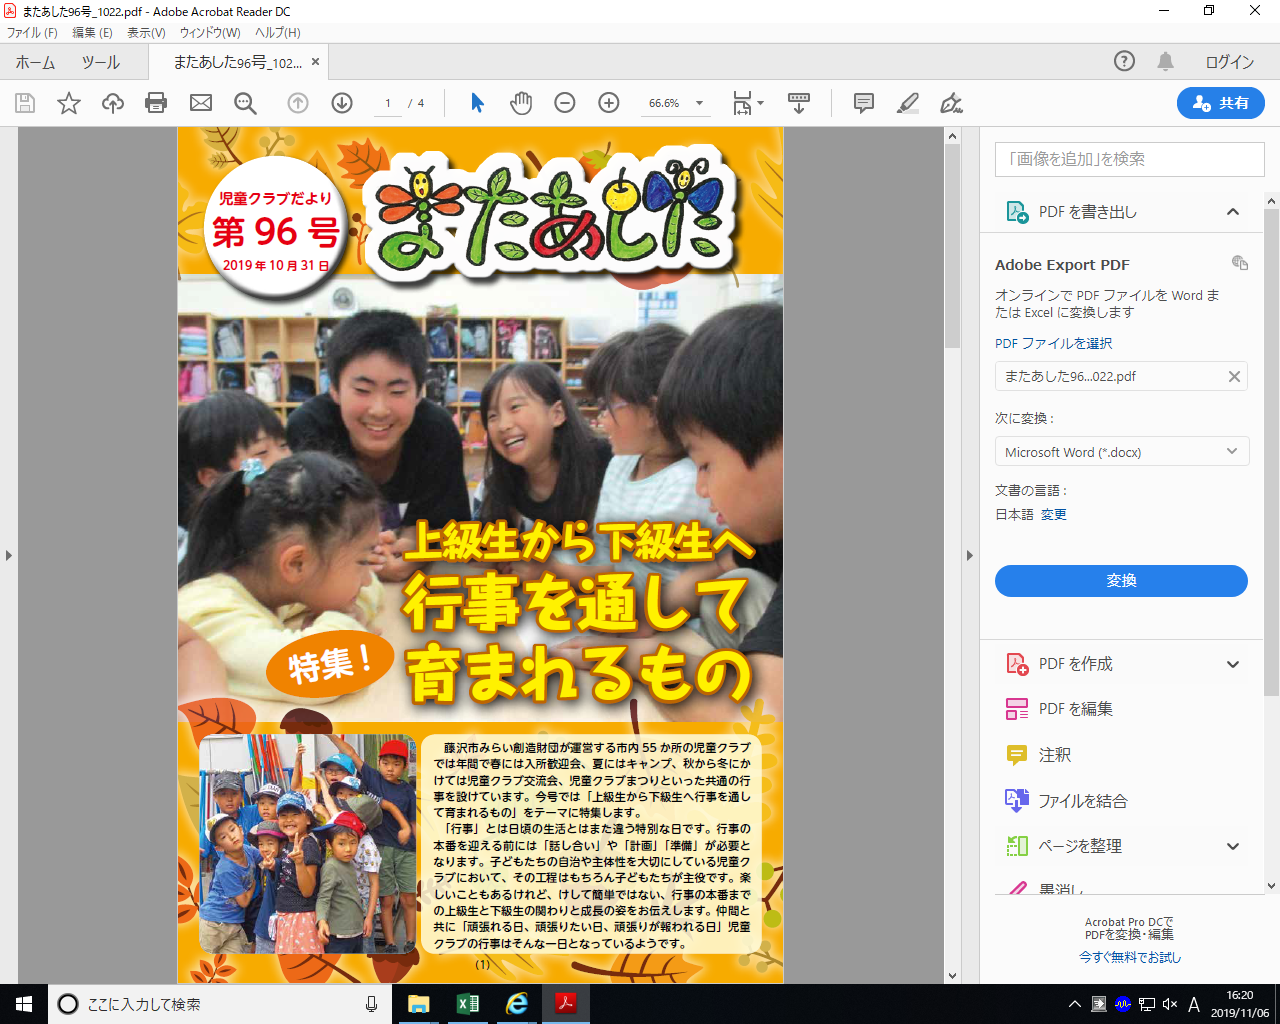 またあした96号_1022.pdf - Adobe Acrobat Reader DC
ファイル (F) 編集 (E) 表示(V) ウィンドウ(W) ヘルプ(H)
ホーム ツール またあした96号_102... × ログイン
1 / 4 66.6% 共有
児童クラブだより
第 96 号
2019 年 10 月 31 日
またあした
上級生から下級生へ
行事を通して
育まれるもの
特集！
藤沢市みらい創造財団が運営する市内 55 か所の児童クラブ
では年間で春には入所歓迎会、夏にはキャンプ、秋から冬にか
けては児童クラブ交流会、児童クラブまつりといった共通の行
事を設けています。今号では「上級生から下級生へ行事を通し
て育まれるもの」をテーマに特集します。
「行事」とは日頃の生活とはまた違う特別な日です。行事の
本番を迎える前には「話し合い」や「計画」「準備」が必要と
なります。子どもたちの自治や主体性を大切にしている児童ク
ラブにおいて、その工程はもちろん子どもたちが主役です。楽
しいこともあるけれど、けして簡単ではない、行事の本番まで
の上級生と下級生の関わりと成長の姿をお伝えします。仲間と
共に「頑張れる日、頑張りたい日、頑張りが報われる日」児童
クラブの行事はそんな一日となっているようです。
(1)
「画像を追加」を検索
PDF を書き出し
Adobe Export PDF
オンラインで PDF ファイルを Word ま
たは Excel に変換します
PDF ファイルを選択
またあした96...022.pdf
次に変換 :
Microsoft Word (*.docx)
文書の言語 :
日本語 変更
変換
PDF を作成
PDF を編集
注釈
ファイルを結合
ページを整理
墨消し
Acrobat Pro DCで
PDFを変換・編集
今すぐ無料でお試し
ここに入力して検索
A 16:20
2019/11/06